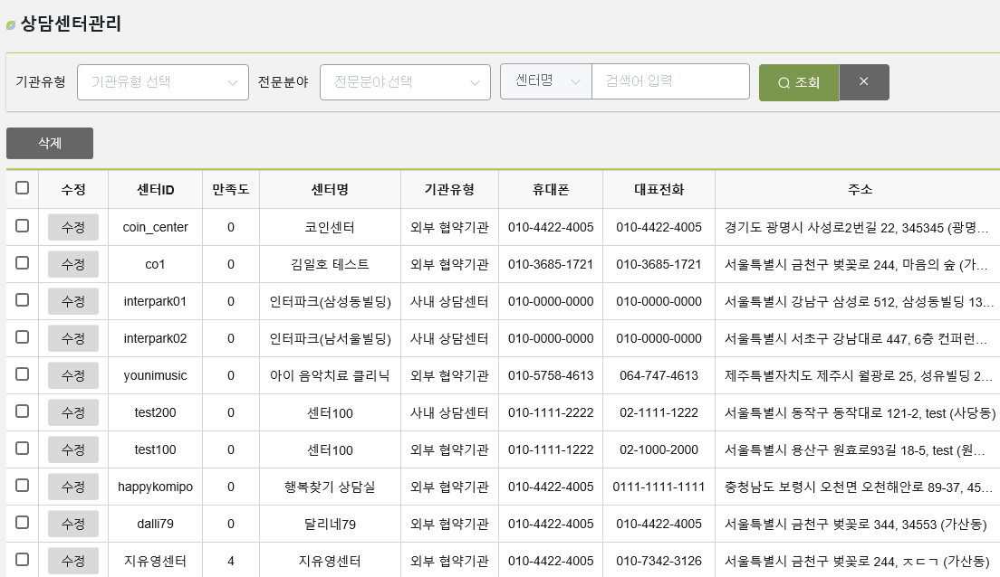 상담센터관리
기관유형 기관유형 선택 전문분야 전문분야 선택 센터명 검색어 입력 조회 ×
삭제
수정 센터ID 만족도 센터명 기관유형 휴대폰 대표전화 주소
수정 coin_center 0 코인센터 외부 협약기관 010-4422-4005 010-4422-4005 경기도 광명시 사성로2번길 22, 345345 (광명...
수정 co1 0 김일호 테스트 외부 협약기관 010-3685-1721 010-3685-1721 서울특별시 금천구 벚꽃로 244, 마음의 숲 (가...
수정 interpark01 0 인터파크(삼성동빌딩) 사내 상담센터 010-0000-0000 010-0000-0000 서울특별시 강남구 삼성로 512, 삼성동빌딩 13...
수정 interpark02 0 인터파크(남서울빌딩) 사내 상담센터 010-0000-0000 010-0000-0000 서울특별시 서초구 강남대로 447, 6층 컨퍼런...
수정 younimusic 0 아이 음악치료 클리닉 외부 협약기관 010-5758-4613 064-747-4613 제주특별자치도 제주시 월광로 25, 성유빌딩 2...
수정 test200 0 센터100 사내 상담센터 010-1111-2222 02-1111-1222 서울특별시 동작구 동작대로 121-2, test (사당동)
수정 test100 0 센터100 외부 협약기관 010-1111-1222 02-1000-2000 서울특별시 용산구 원효로93길 18-5, test (원...
수정 happykomipo 0 행복찾기 상담실 외부 협약기관 010-4422-4005 0111-1111-1111 충청남도 보령시 오천면 오천해안로 89-37, 45...
수정 dalli79 0 달리네79 외부 협약기관 010-4422-4005 010-4422-4005 서울특별시 금천구 벚꽃로 344, 34553 (가산동)
수정 지유영센터 4 지유영센터 외부 협약기관 010-4422-4005 010-7342-3126 서울특별시 금천구 벚꽃로 244, ㅈㄷㄱ (가산동)